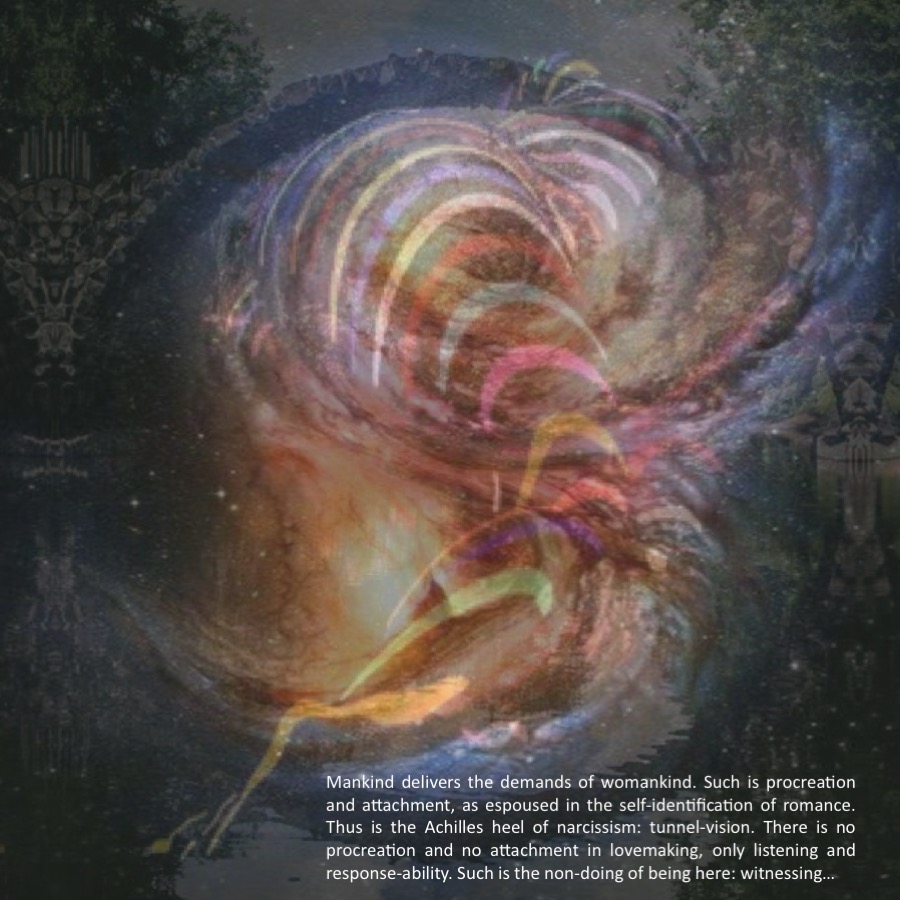 Mankind delivers the demands of womankind. Such is procreation
and attachment, as espoused in the self-identification of romance.
Thus is the Achilles heel of narcissism: tunnel-vision. There is no
procreation and no attachment in lovemaking, only listening and
response-ability. Such is the non-doing of being here: witnessing...